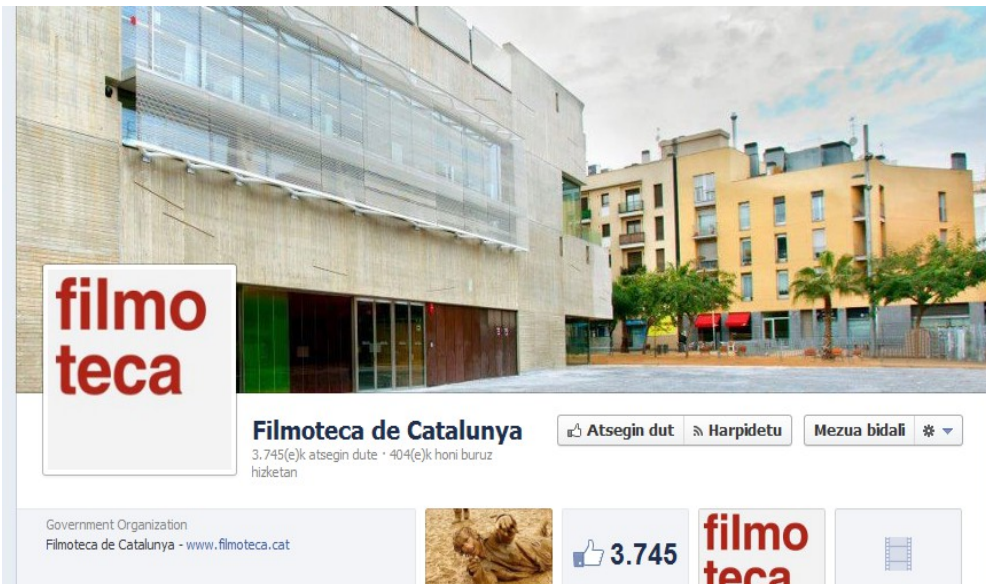 filmo
teca
Filmoteca de Catalunya
Atsegin dut
Harpidetu
Mezua bidali
3.745(e)k atsegin dute · 404(e)k honi buruz
hizketan
Government Organization
Filmoteca de Catalunya - www.filmoteca.cat
3.745
filmo
teca